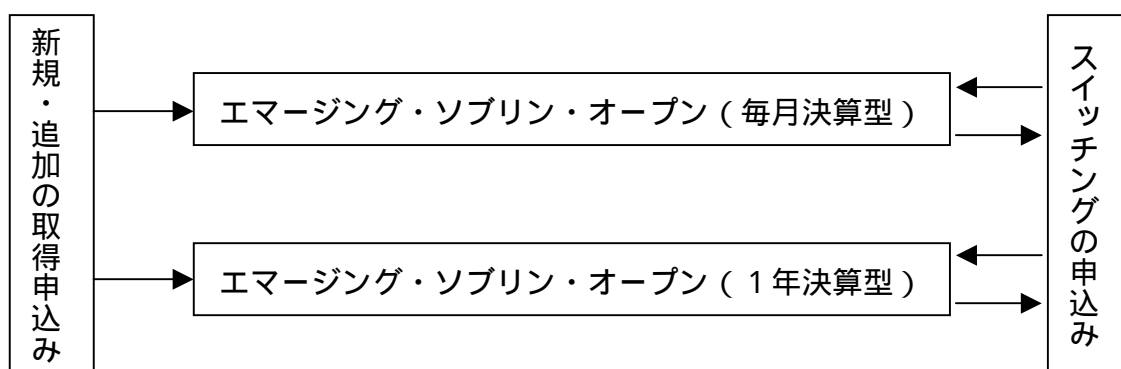 新規・追加の取得申込み
エマージング・ソブリン・オープン（毎月決算型）
エマージング・ソブリン・オープン（１年決算型）
スイッチングの申込み